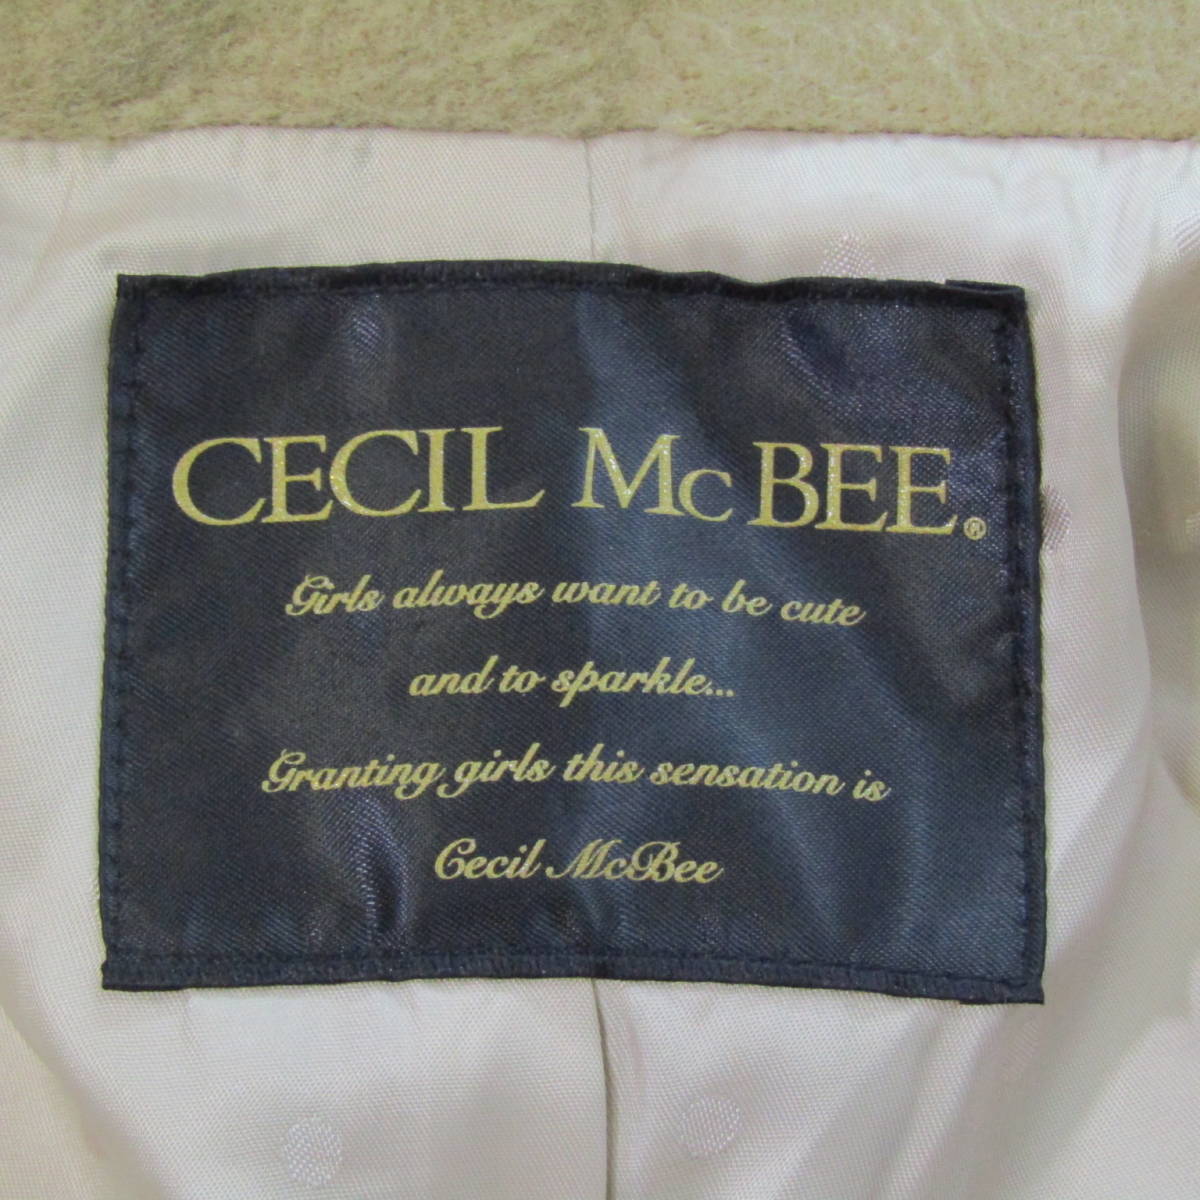 CECIL McBEE®
Girls always want to be cute
and to sparkle...
Granting girls this sensation is
Cecil McBee